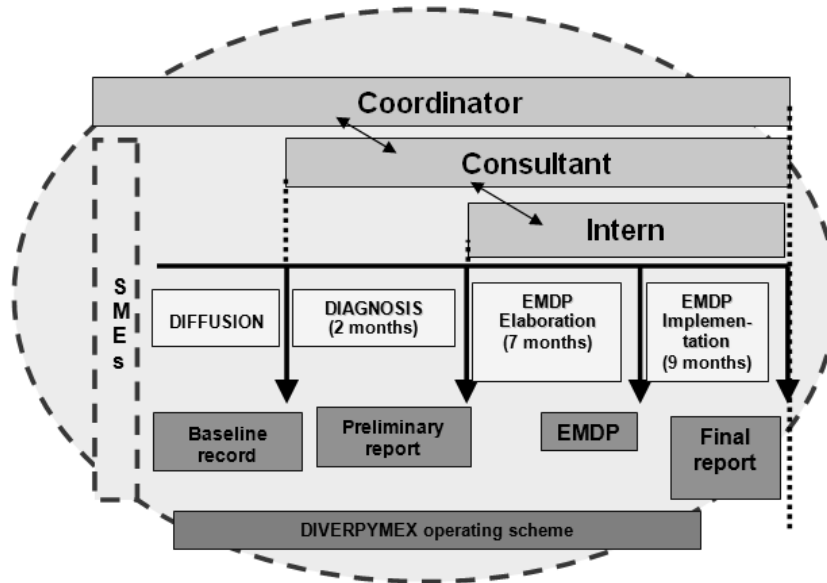 Coordinator
Consultant
Intern
S
M
E
s
DIFFUSION
DIAGNOSIS
(2 months)
EMDP
Elaboration
(7 months)
EMDP
Implemen-
tation
(9 months)
Baseline
record
Preliminary
report
EMDP
Final
report
DIVERPYMEX operating scheme